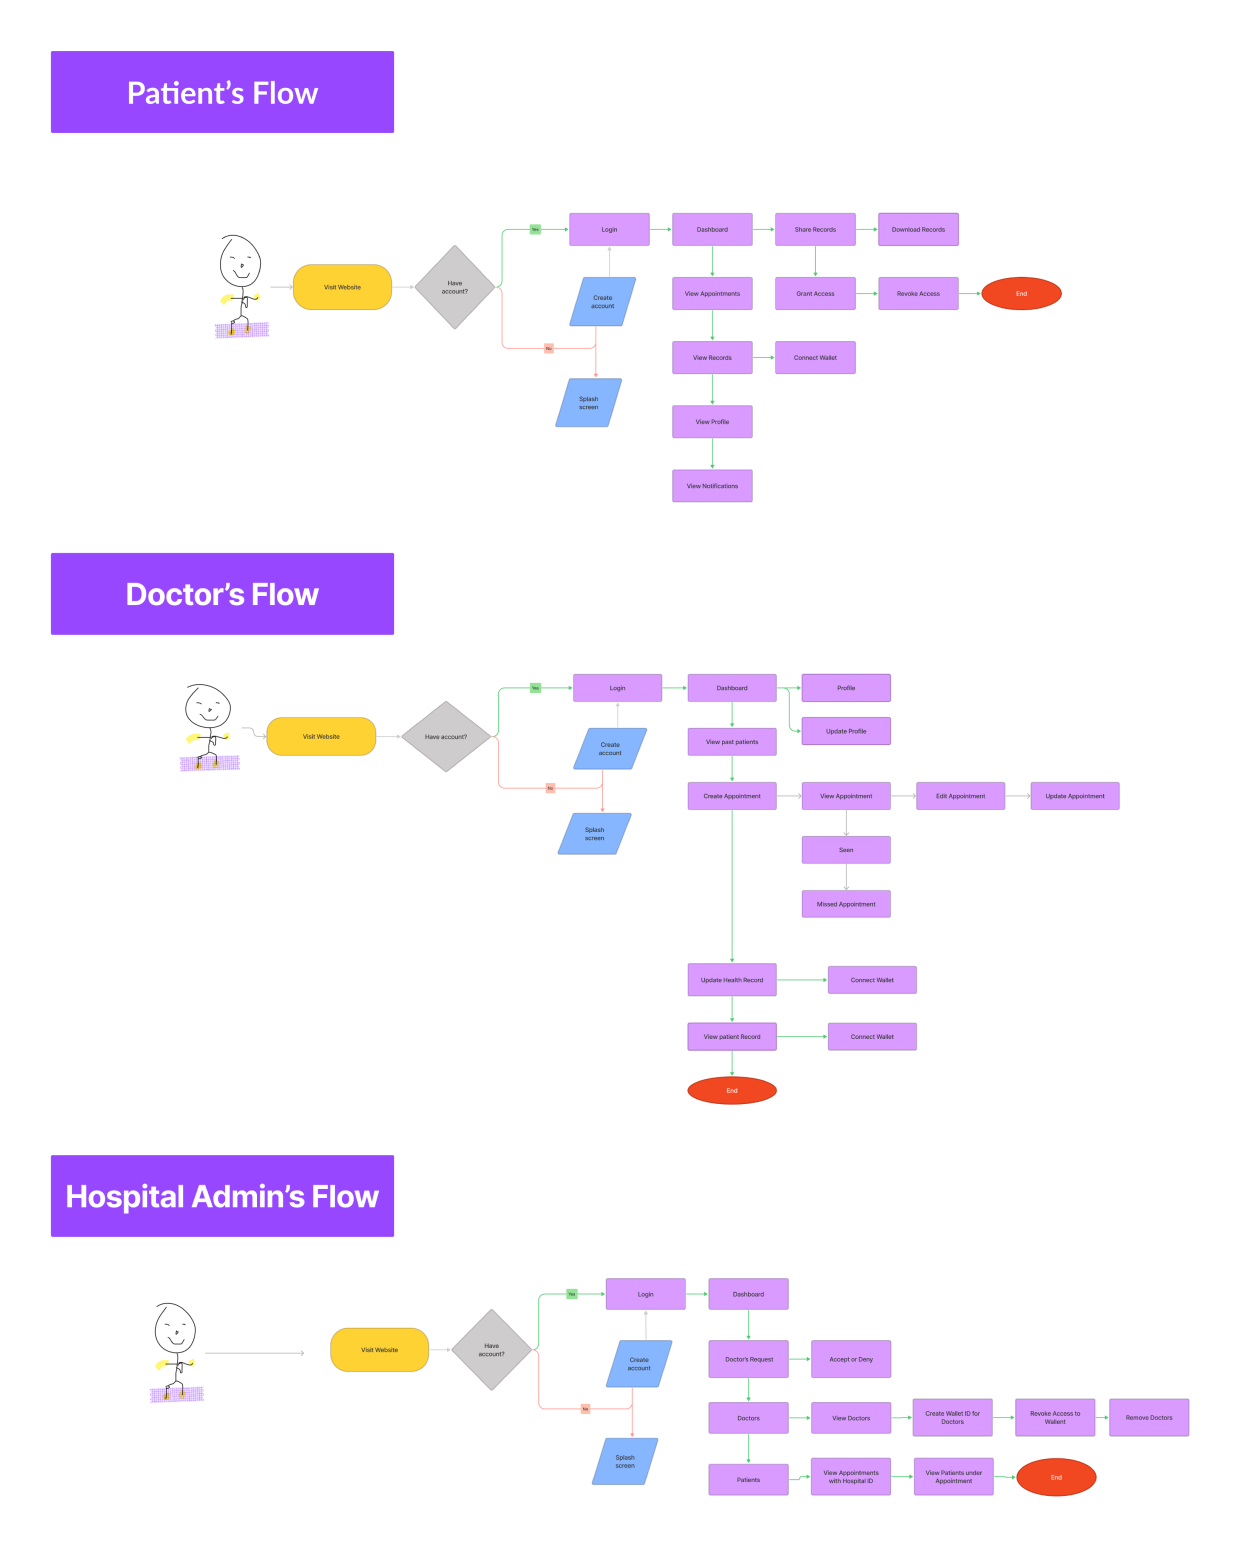 Patient's Flow
Yes
Login
Dashboard
Share Records
Download Records
Visit Website
Have
account?
Create
account
View Appointments
Grant Access
Revoke Access
End
No
View Records
Connect Wallet
Splash
screen
View Profile
View Notifications
Doctor's Flow
Yes
Login
Dashboard
Profile
Visit Website
Have account?
Create
account
View past patients
Update Profile
No
Create Appointment
View Appointment
Edit Appointment
Update Appointment
Splash
screen
Seen
Missed Appointment
Update Health Record
Connect Wallet
View patient Record
Connect Wallet
End
Hospital Admin's Flow
Yes
Login
Dashboard
Visit Website
Have
account?
Create
account
Doctor's Request
Accept or Deny
No
Doctors
View Doctors
Create Wallet ID for
Doctors
Revoke Access to
Wallent
Remove Doctors
Splash
screen
Patients
View Appointments
with Hospital ID
View Patients under
Appointment
End